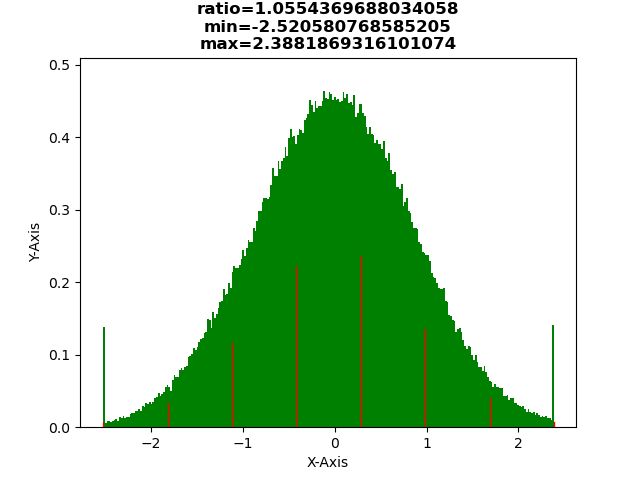 ratio=1.0554369688034058
min=-2.520580768585205
max=2.3881869316101074
0.5
0.4
0.3
0.2
0.1
0.0
Y-Axis
−2
−1
0
1
2
X-Axis